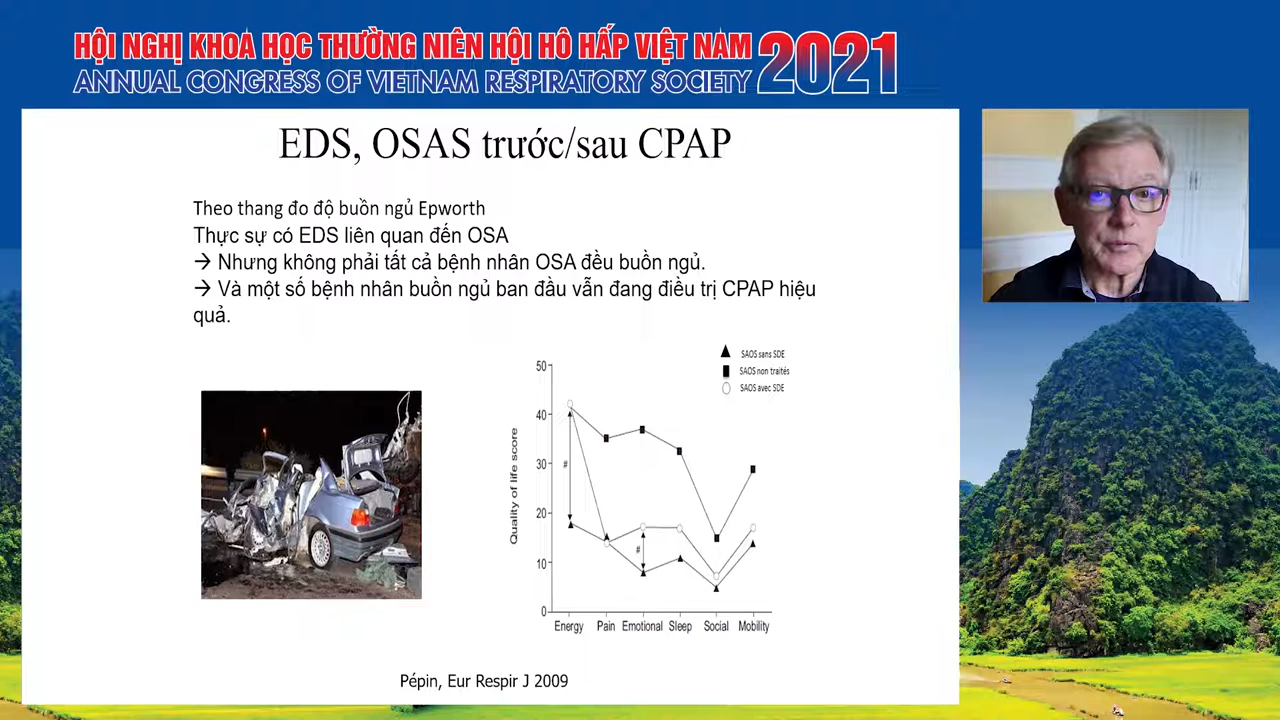 HỘI NGHỊ KHOA HỌC THƯỜNG NIÊN HỘI HÔ HẤP VIỆT NAM 2021
ANNUAL CONGRESS OF VIETNAM RESPIRATORY SOCIETY
EDS, OSAS trước/sau CPAP
Theo thang đo độ buồn ngủ Epworth
Thực sự có EDS liên quan đến OSA
→ Nhưng không phải tất cả bệnh nhân OSA đều buồn ngủ.
→ Và một số bệnh nhân buồn ngủ ban đầu vẫn đang điều trị CPAP hiệu
quả.
SAOS sans SDE
SAOS non traités
SAOS avec SDE
Quality of life score
50
40
30
20
10
0
#
#
Energy Pain Emotional Sleep Social Mobility
Pépin, Eur Respir J 2009